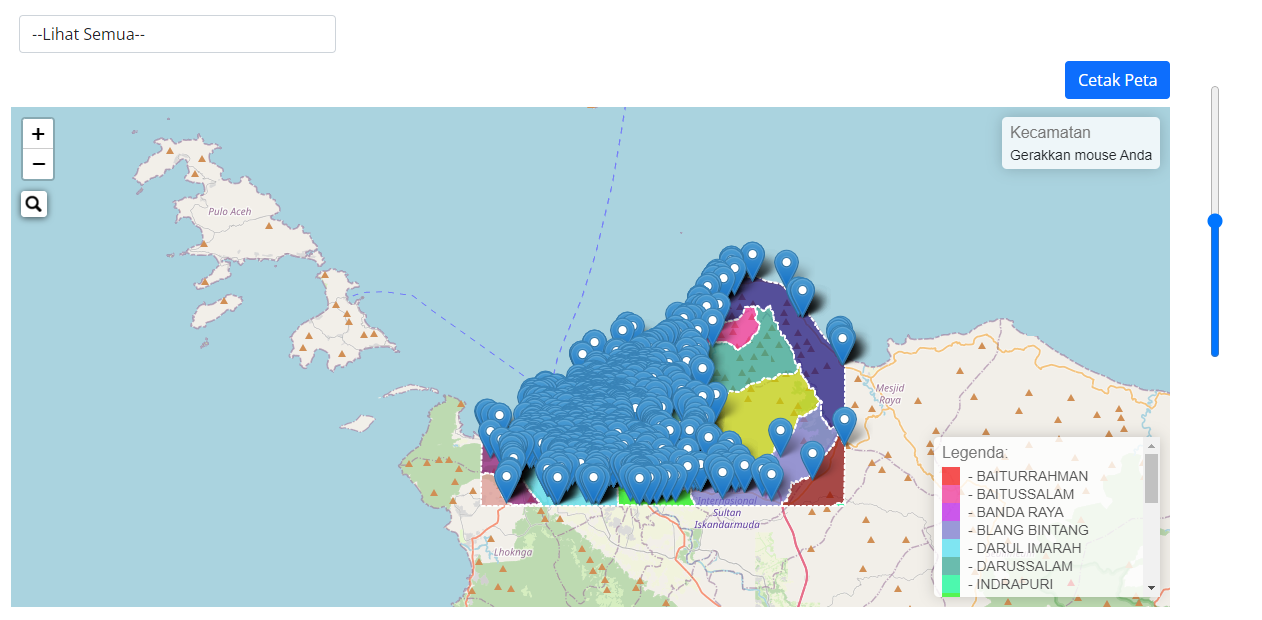 --Lihat Semua--
Cetak Peta
+
−
Kecamatan
Gerakkan mouse Anda
Pulo Aceh
Mesjid
Raya
Internasional
Sultan
Iskandarmuda
Lhoknga
Legenda:
- BAITURRAHMAN
- BAITUSSALAM
- BANDA RAYA
- BLANG BINTANG
- DARUL IMARAH
- DARUSSALAM
- INDRAPURI